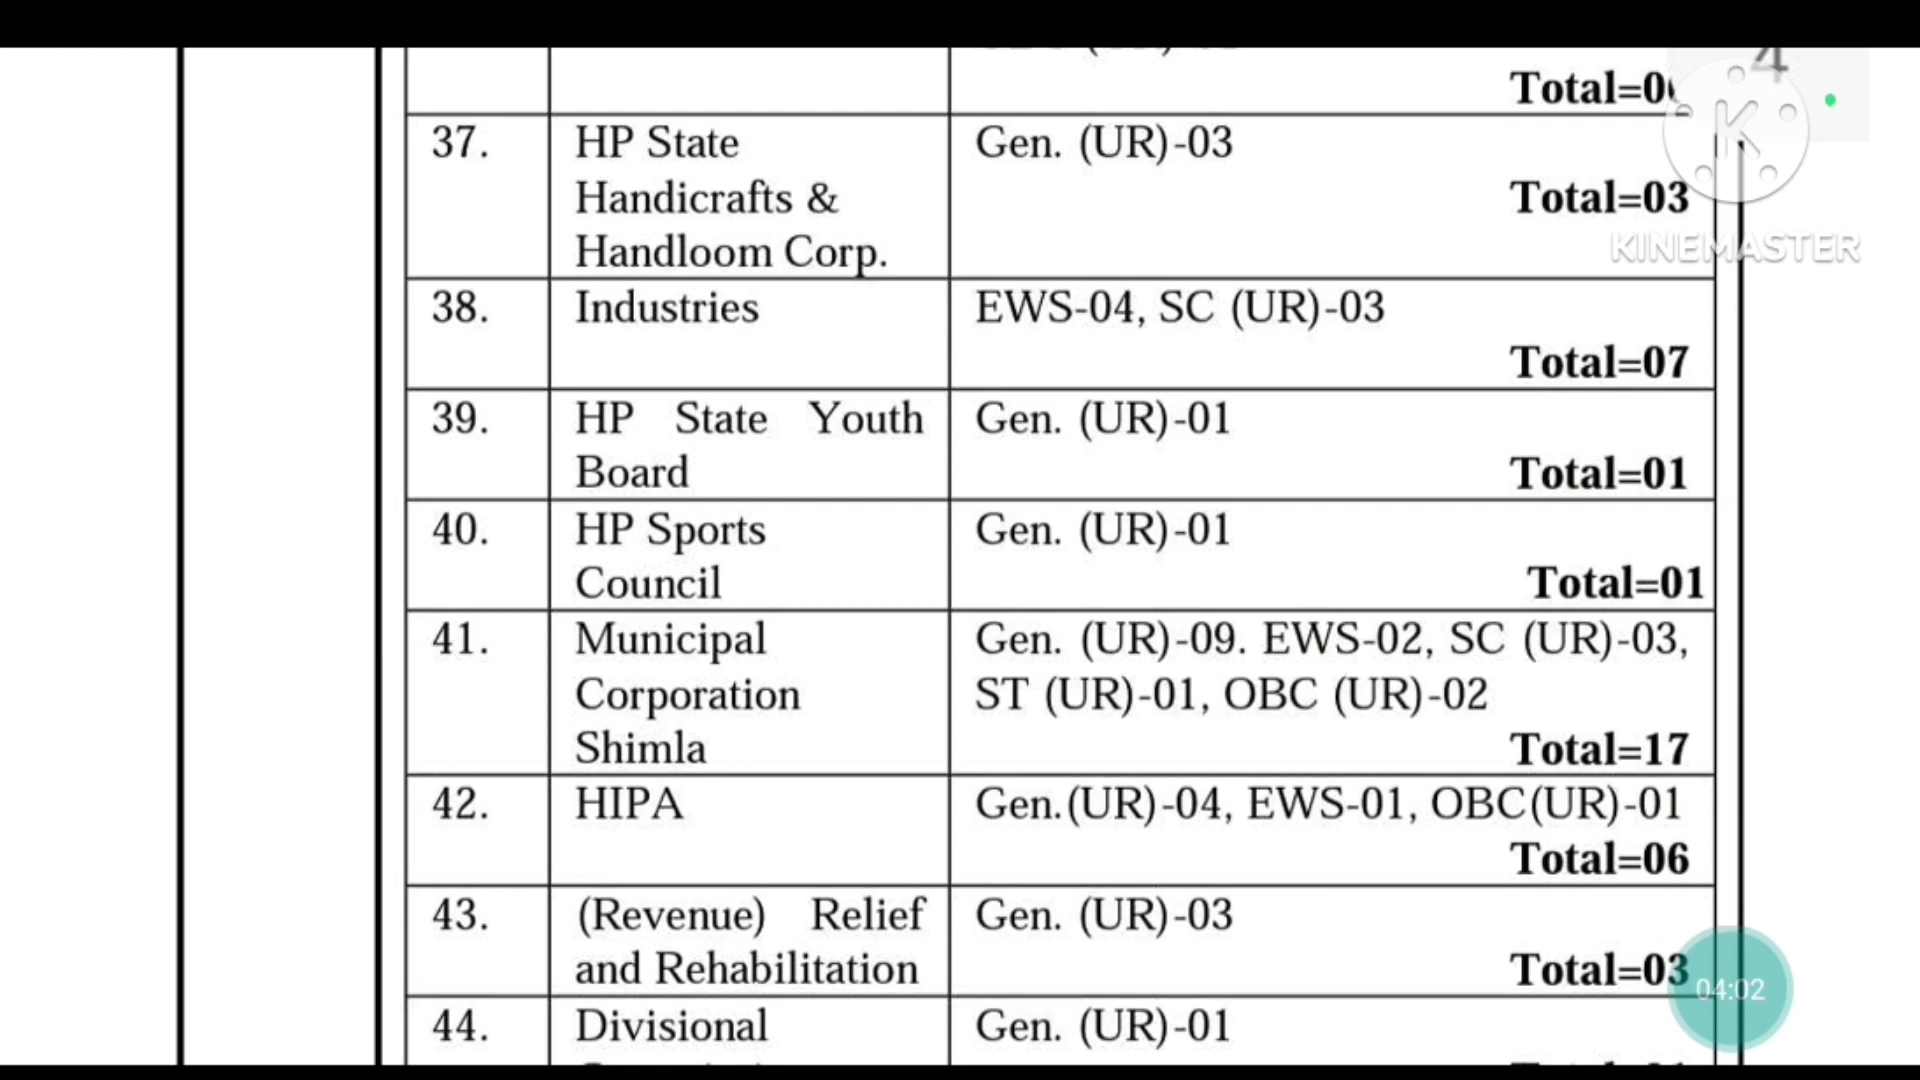 Total=0
37. HP State Gen. (UR)-03
Handicrafts & Total=03
Handloom Corp.
KINEMASTER
38. Industries EWS-04, SC (UR)-03
Total=07
39. HP State Youth Gen. (UR)-01
Board Total=01
40. HP Sports Gen. (UR)-01
Council Total=01
41. Municipal Gen. (UR)-09. EWS-02, SC (UR)-03,
Corporation ST (UR)-01, OBC (UR)-02
Shimla Total=17
42. HIPA Gen.(UR)-04, EWS-01, OBC(UR)-01
Total=06
43. (Revenue) Relief Gen. (UR)-03
and Rehabilitation Total=03
04:02
44. Divisional Gen. (UR)-01